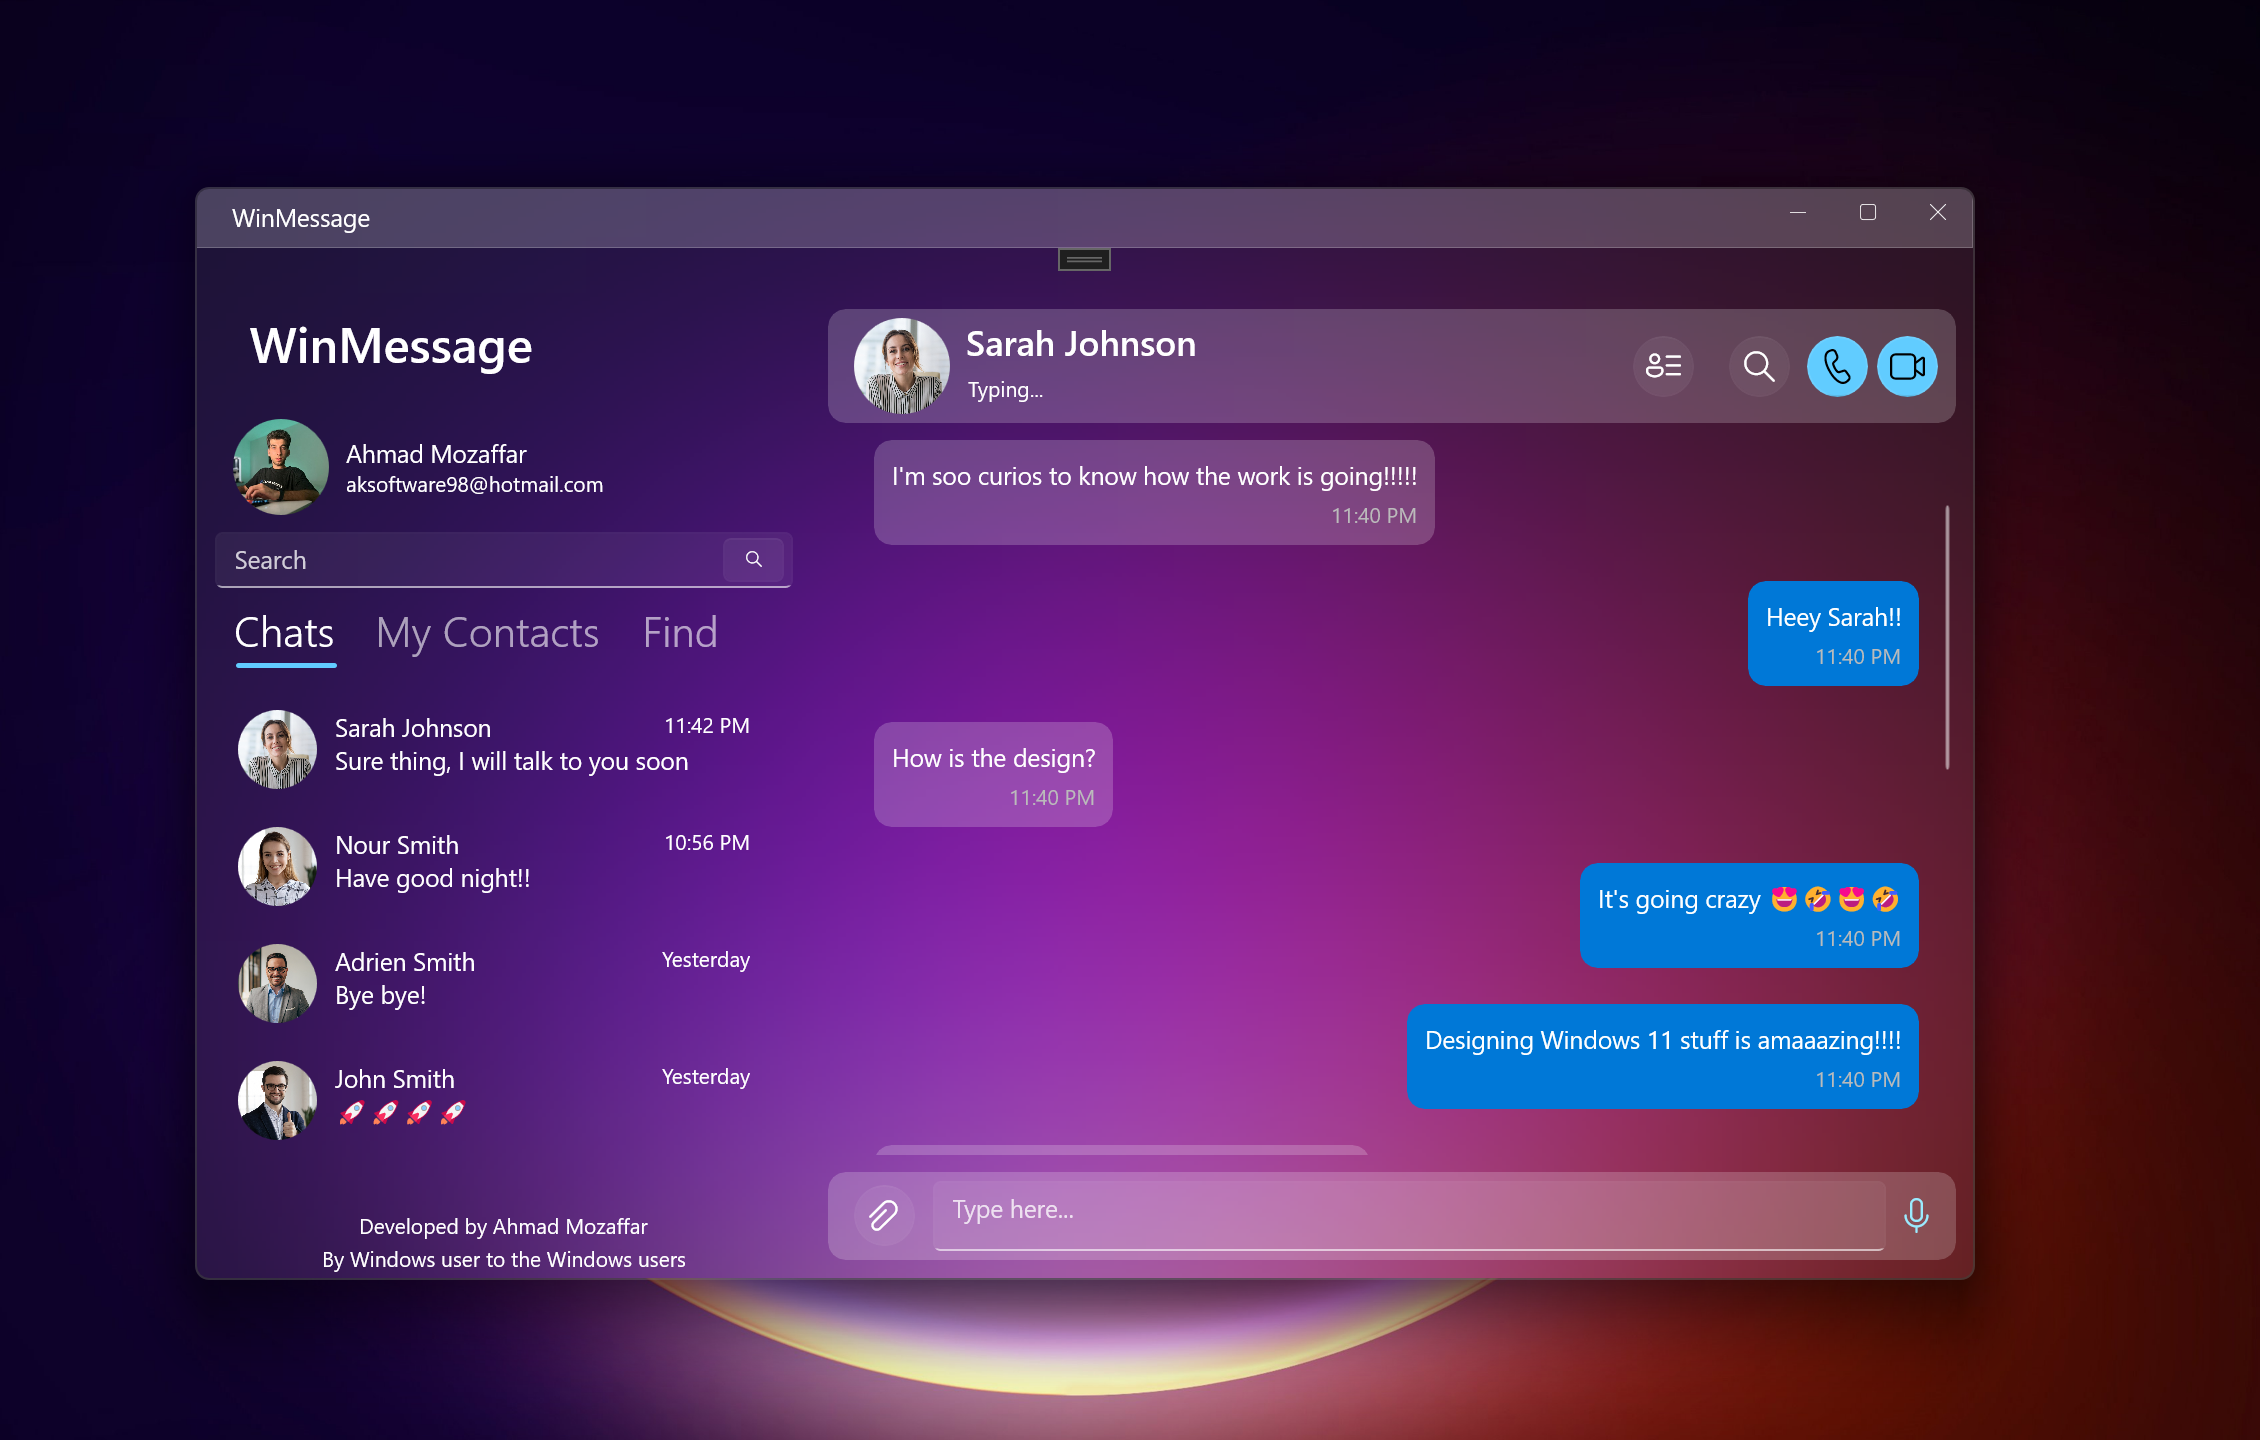 WinMessage
WinMessage
Ahmad Mozaffar
aksoftware98@hotmail.com
Search
Chats My Contacts Find
Sarah Johnson 11:42 PM
Sure thing, I will talk to you soon
Nour Smith 10:56 PM
Have good night!!
Adrien Smith Yesterday
Bye bye!
John Smith Yesterday
🚀🚀🚀🚀
Developed by Ahmad Mozaffar
By Windows user to the Windows users
Sarah Johnson
Typing...
I'm soo curios to know how the work is going!!!!!
11:40 PM
Heey Sarah!!
11:40 PM
How is the design?
11:40 PM
It's going crazy 😍🤣😍🤣
11:40 PM
Designing Windows 11 stuff is amaaazing!!!!
11:40 PM
Type here...